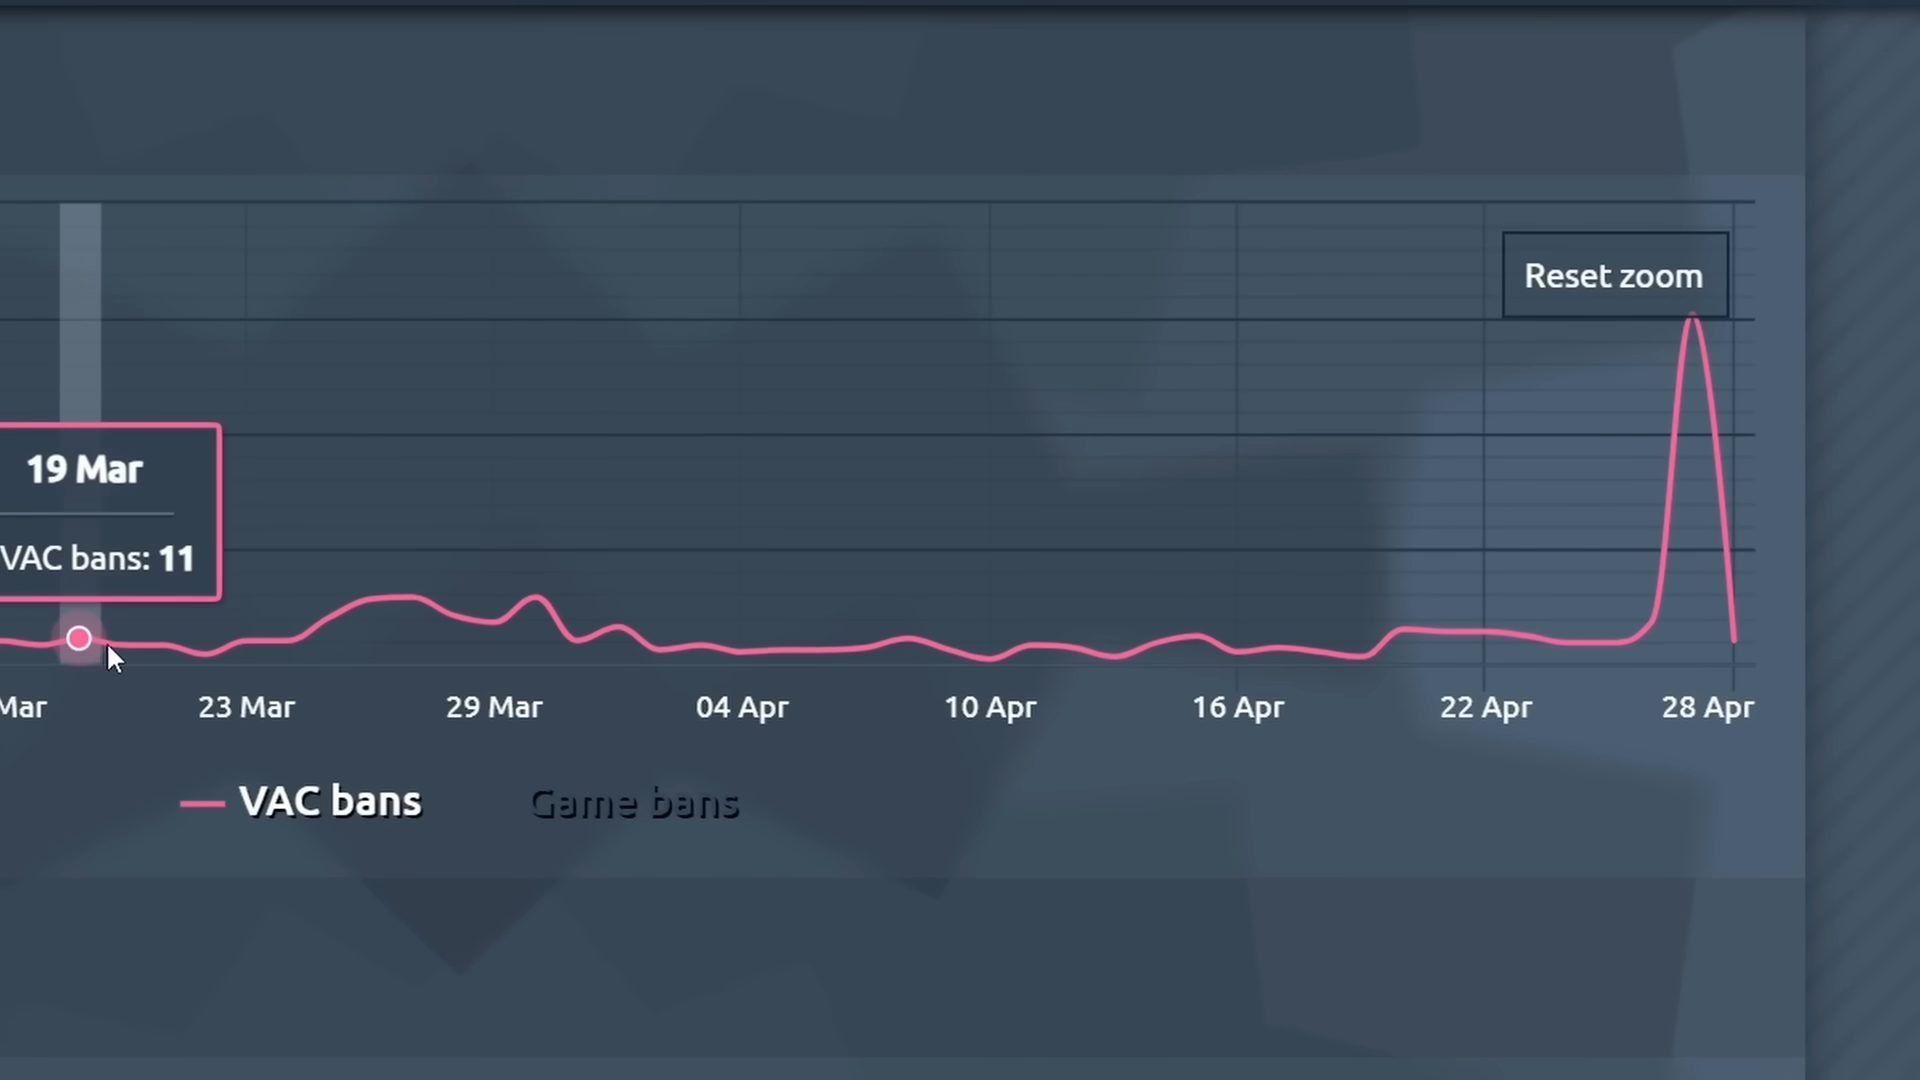 Reset zoom
19 Mar
VAC bans: 11
Mar
23 Mar
29 Mar
04 Apr
10 Apr
16 Apr
22 Apr
28 Apr
VAC bans
Game bans